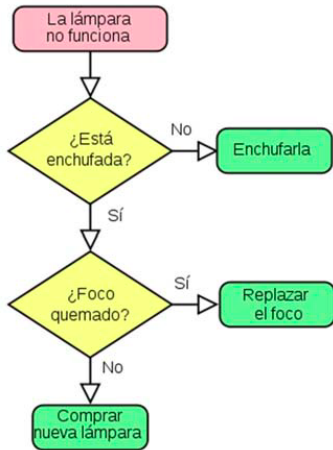 La lámpara
no funciona
¿Está
enchufada?
No
Enchufarla
Sí
¿Foco
quemado?
Sí
Replazar
el foco
No
Comprar
nueva lámpara